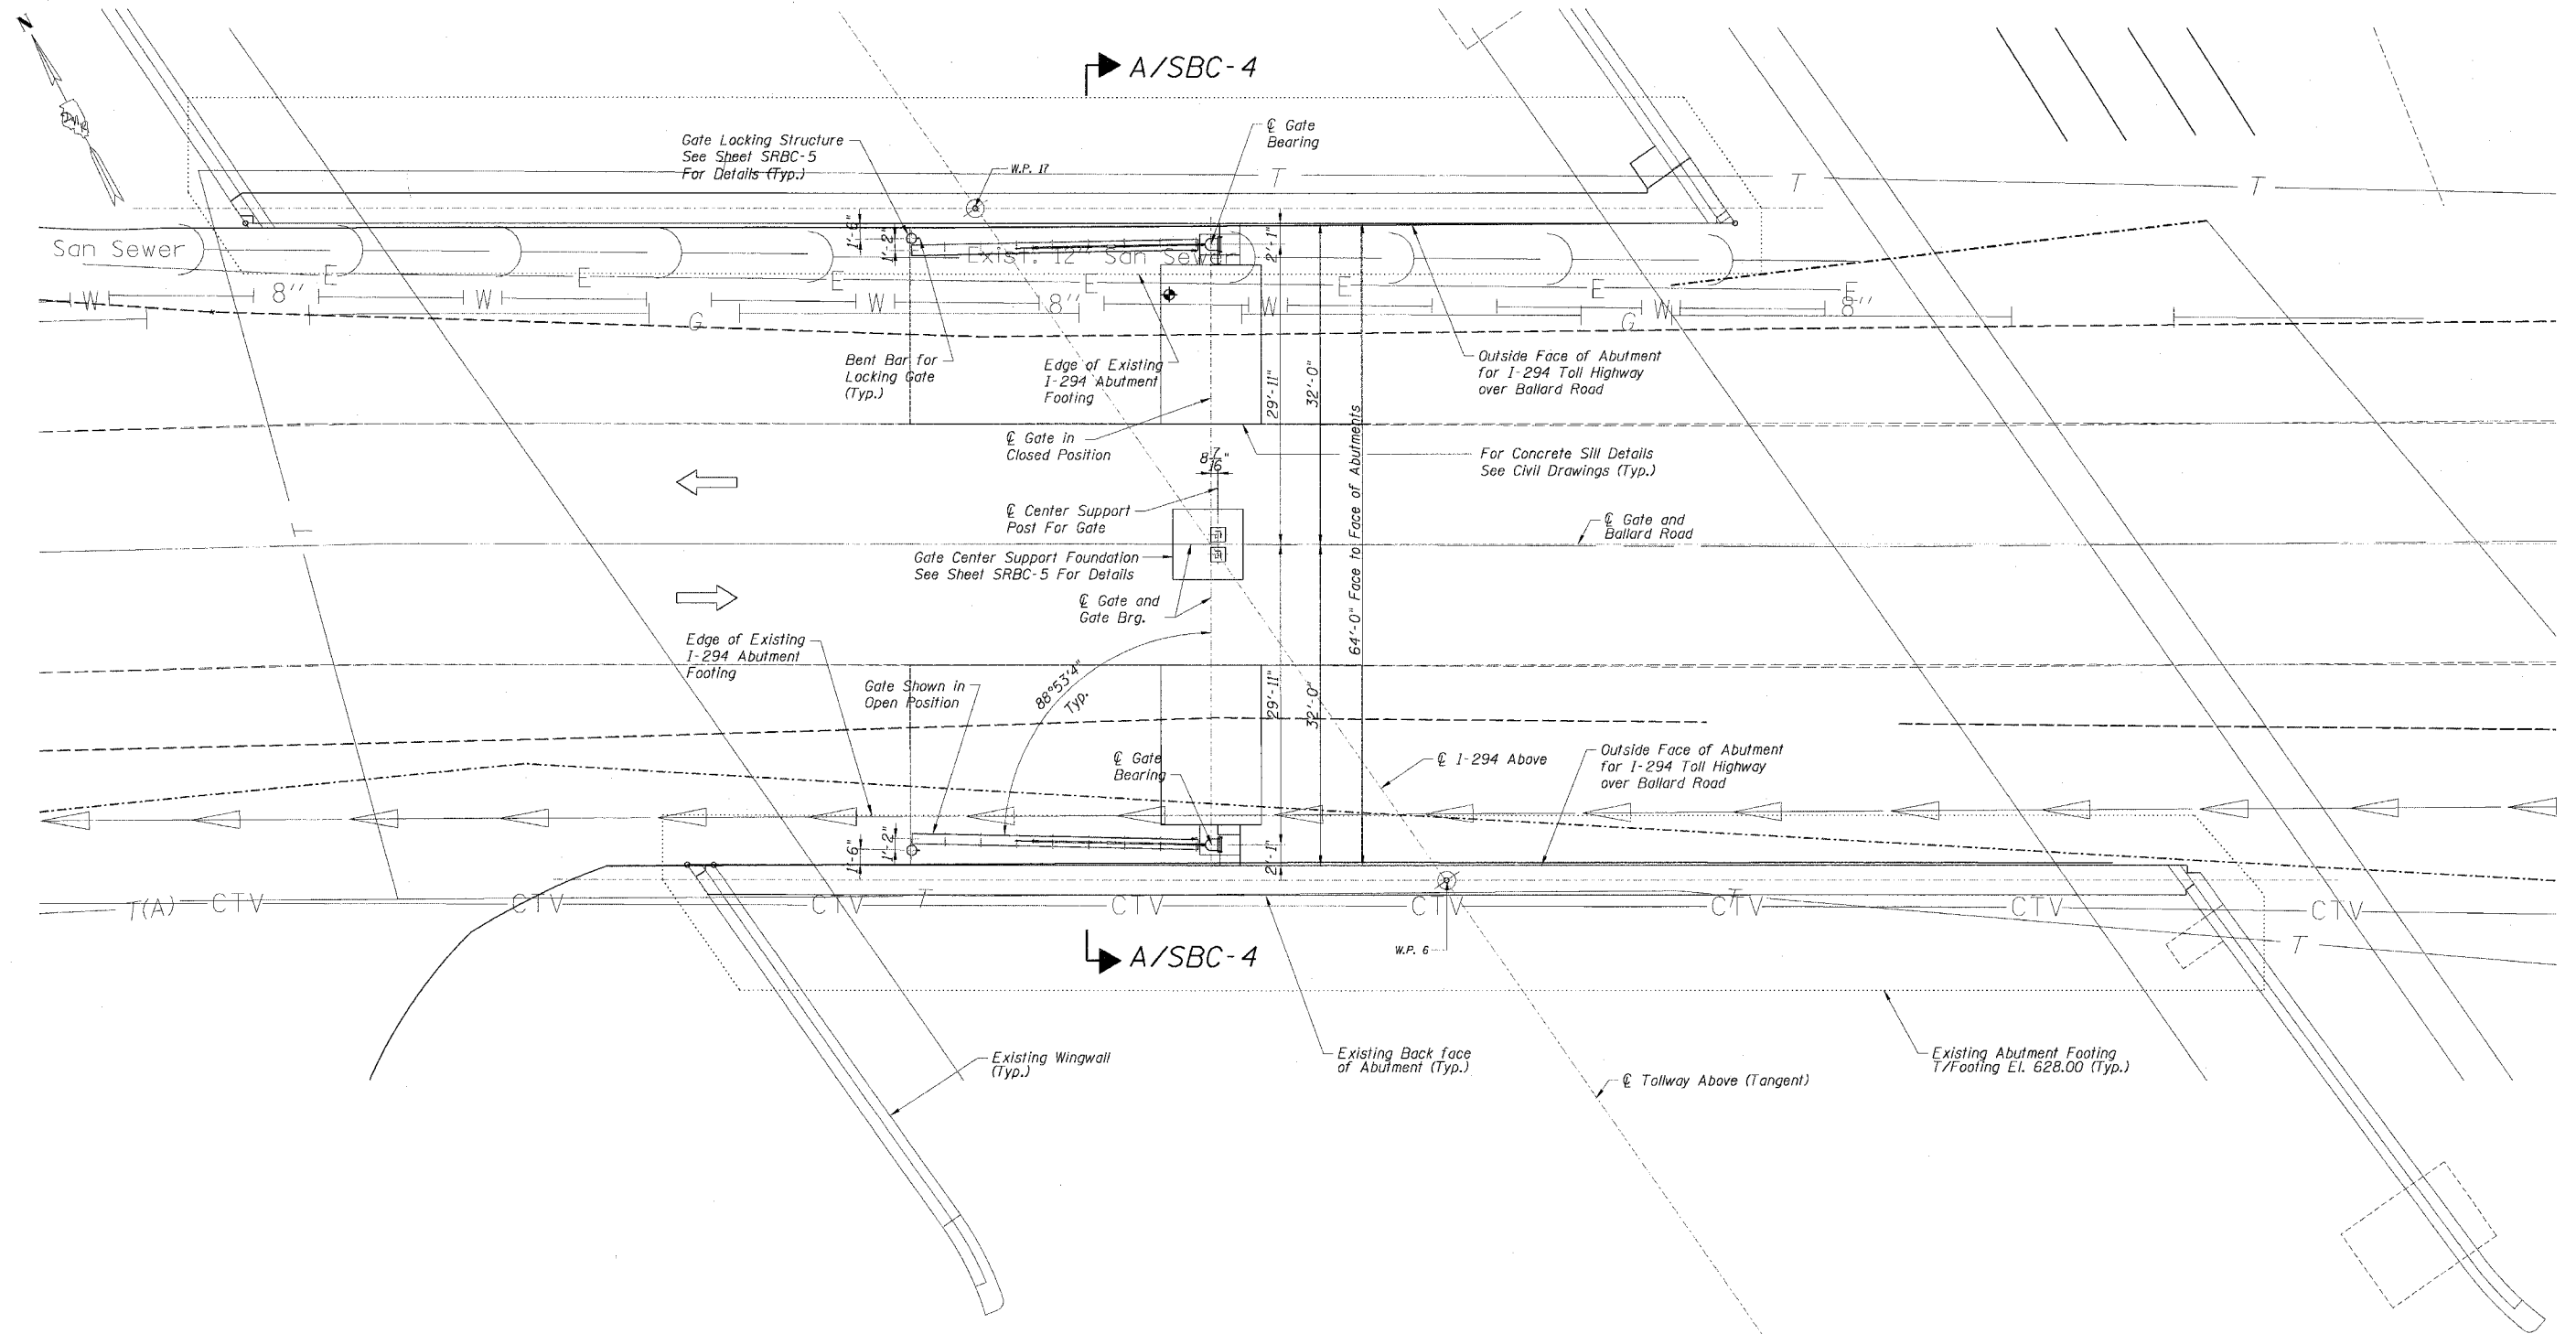 N
A/SBC-4
Gate Locking Structure
See Sheet SRBC-5
For Details (Typ.)
W.P. 17
℄ Gate
Bearing
T
T
T
San Sewer
1'-6"
1'-2"
Exist. 12" San Sewer
2'-1"
E
E
E
E
E
E
E
W
8"
W
W
8"
W
W
8"
G
G
Bent Bar for
Locking Gate
(Typ.)
Edge of Existing
I-294 Abutment
Footing
29'-11"
32'-0"
Outside Face of Abutment
for I-294 Toll Highway
over Ballard Road
64'-0" Face to Face of Abutments
℄ Gate in
Closed Position
8 7/16"
For Concrete Sill Details
See Civil Drawings (Typ.)
℄ Center Support
Post For Gate
℄ Gate and
Ballard Road
T
Gate Center Support Foundation
See Sheet SRBC-5 For Details
℄ Gate and
Gate Brg.
Edge of Existing
I-294 Abutment
Footing
Gate Shown in
Open Position
88°53'4"
Typ.
29'-11"
32'-0"
℄ Gate
Bearing
℄ I-294 Above
Outside Face of Abutment
for I-294 Toll Highway
over Ballard Road
1'-6"
1'-2"
2'-1"
T(A)
CTV
CTV
CTV
T
CTV
CTV
CTV
T
CTV
CTV
T
A/SBC-4
W.P. 6
Existing Wingwall
(Typ.)
Existing Back face
of Abutment (Typ.)
℄ Tollway Above (Tangent)
Existing Abutment Footing
T/Footing El. 628.00 (Typ.)